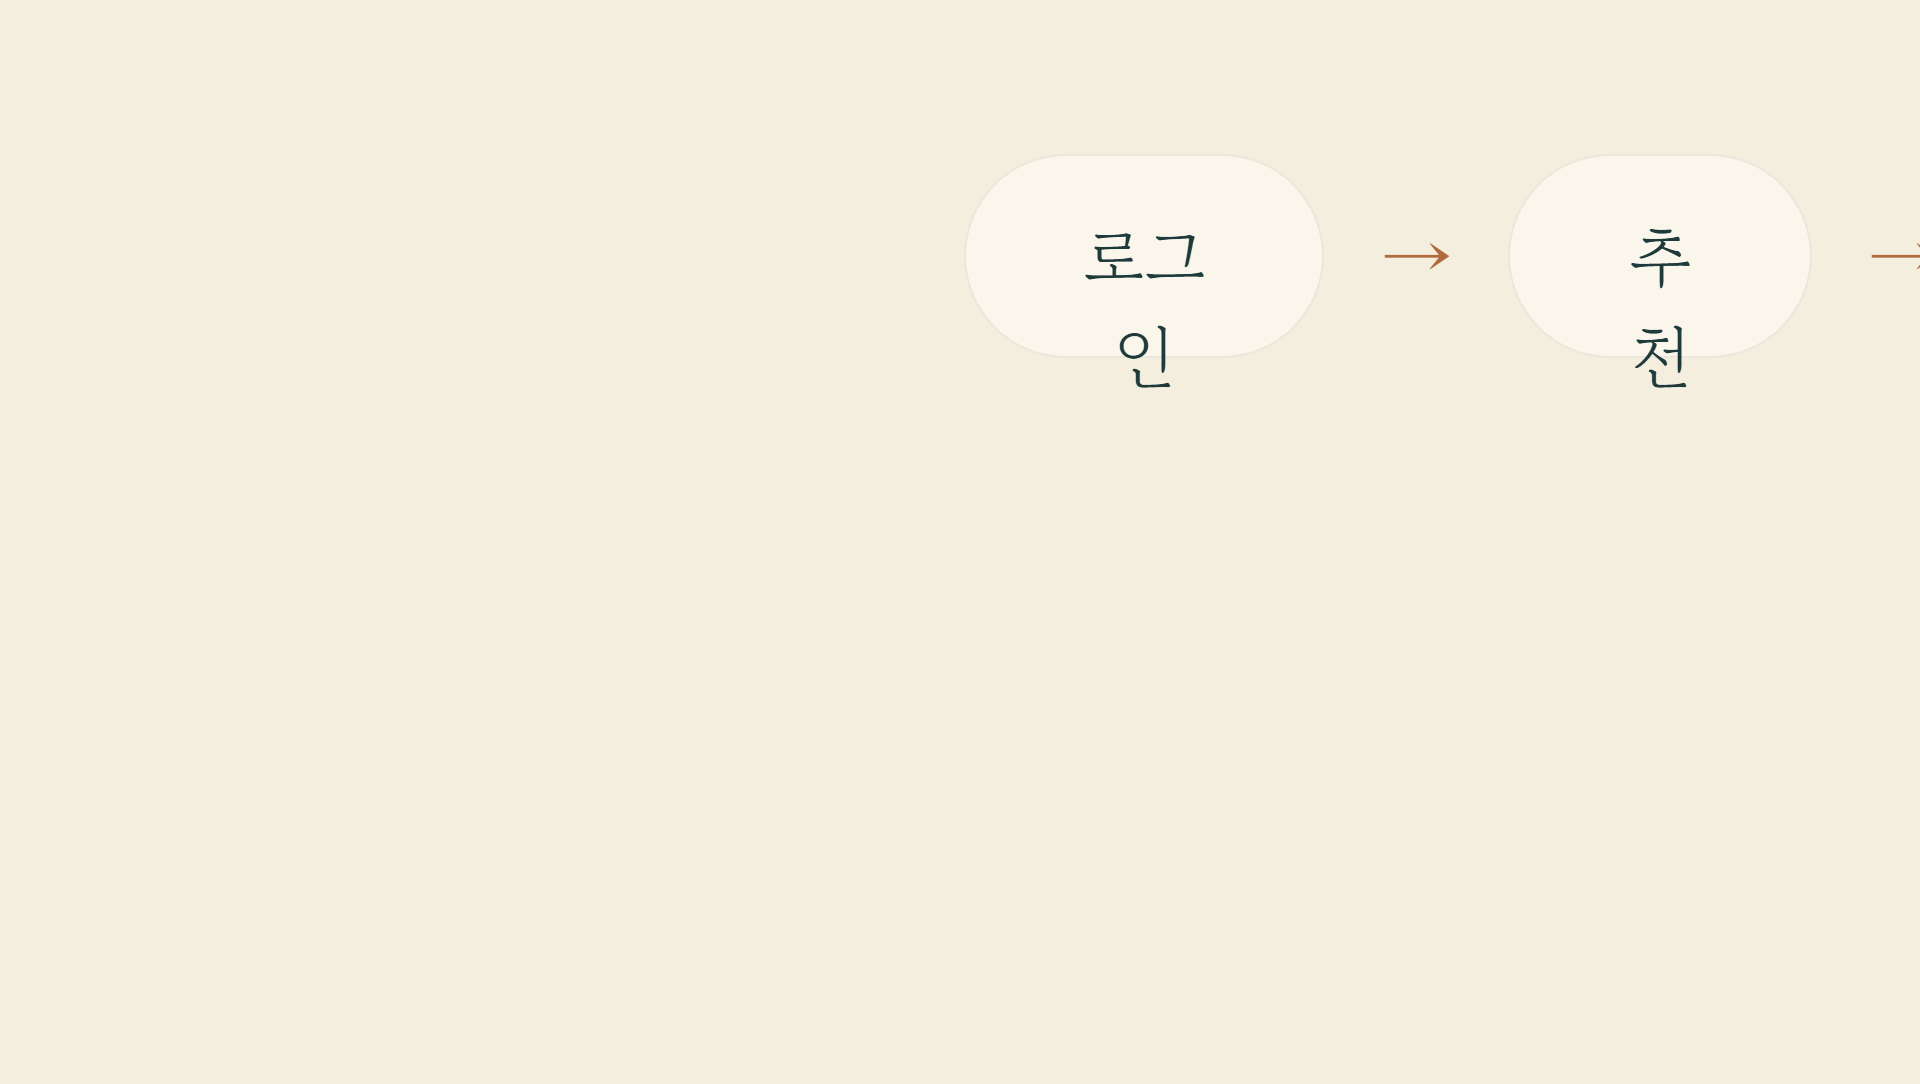 로그
인
→
추
천
→